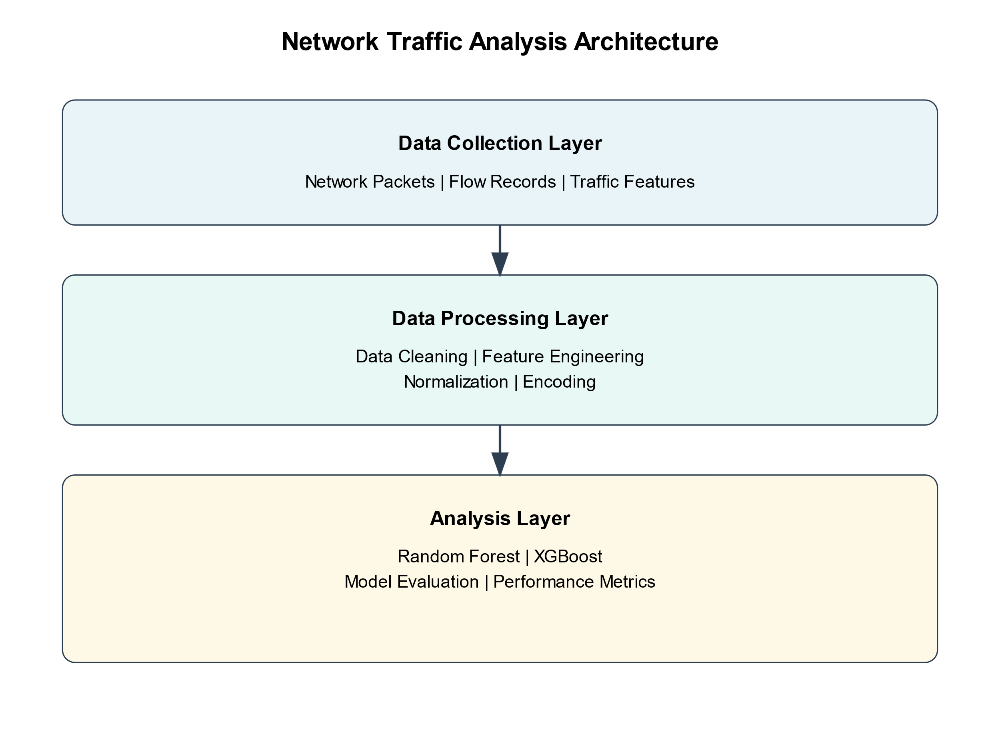 Network Traffic Analysis Architecture
Data Collection Layer
Network Packets | Flow Records | Traffic Features
Data Processing Layer
Data Cleaning | Feature Engineering
Normalization | Encoding
Analysis Layer
Random Forest | XGBoost
Model Evaluation | Performance Metrics